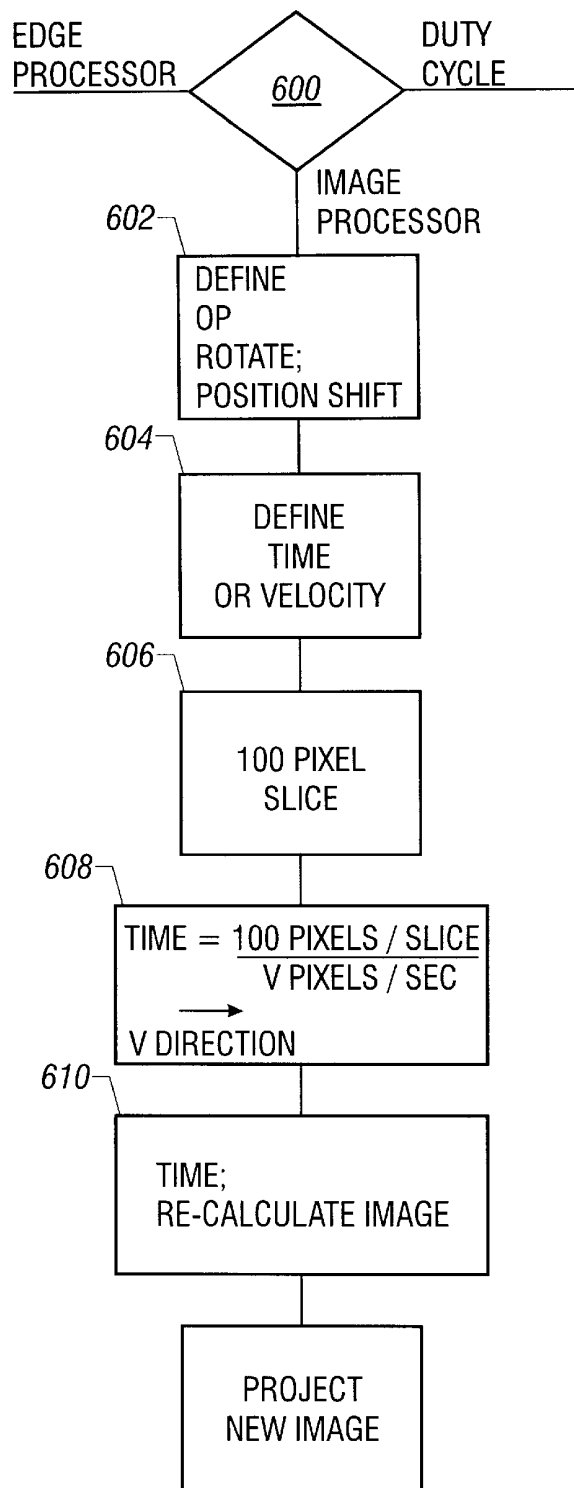 EDGE
PROCESSOR
600
DUTY
CYCLE
IMAGE
PROCESSOR
602
DEFINE
OP
ROTATE;
POSITION SHIFT
604
DEFINE
TIME
OR VELOCITY
606
100 PIXEL
SLICE
608
TIME = 100 PIXELS / SLICE
V PIXELS / SEC
V DIRECTION
610
TIME;
RE-CALCULATE IMAGE
PROJECT
NEW IMAGE